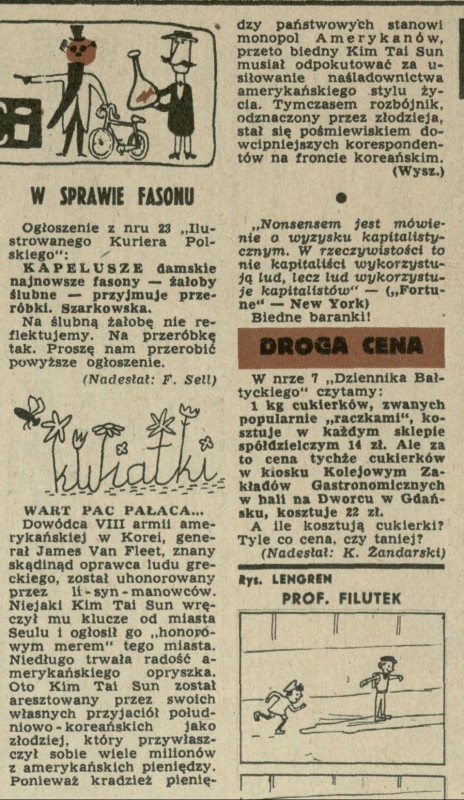 W SPRAWIE FASONU
Ogłoszenie z nru 23 „Ilu-
strowanego Kuriera Pol-
skiego":
KAPELUSZE damskie
najnowsze fasony — żałoby
ślubne — przyjmuje prze-
róbki. Szarkowska.
Na ślubną żałobę nie re-
flektujemy. Na przeróbkę
tak. Proszę nam przerobić
powyższe ogłoszenie.
(Nadesłał: F. Sell)
kwiatki
WART PAC PAŁACA...
Dowódca VIII armii ame-
rykańskiej w Korei, gene-
rał James Van Fleet, znany
skądinąd oprawca ludu gre-
ckiego, został uhonorowany
przez li-syn-manowców.
Niejaki Kim Tai Sun wrę-
czył mu klucze od miasta
Seulu i ogłosił go „honoro-
wym merem" tego miasta.
Niedługo trwała radość a-
merykańskiego opryszka.
Oto Kim Tai Sun został
aresztowany przez swoich
własnych przyjaciół połud-
niowo-koreańskich jako
złodziej, który przywłasz-
czył sobie wiele milionów
z amerykańskich pieniędzy.
Ponieważ kradzież pienię-
dzy państwowych stanowi
monopol Amerykanów,
przeto biedny Kim Tai Sun
musiał odpokutować za u-
siłowanie naśladownictwa
amerykańskiego stylu ży-
cia. Tymczasem rozbójnik,
odznaczony przez złodzieja,
stał się pośmiewiskiem do-
wcipniejszych koresponden-
tów na froncie koreańskim.
(Wysz.)
„Nonsensem jest mówie-
nie o wyzysku kapitalisty-
cznym. W rzeczywistości to
nie kapitaliści wykorzystu-
ją lud, lecz lud wykorzystu-
je kapitalistów" — („Fortu-
ne" — New York)
Biedne baranki!
DROGA CENA
W nrze 7 „Dziennika Bał-
tyckiego" czytamy:
1 kg cukierków, zwanych
popularnie „raczkami", ko-
sztuje w każdym sklepie
spółdzielczym 14 zł. Ale za
to cena tychże cukierków
w kiosku Kolejowym Za-
kładów Gastronomicznych
w hali na Dworcu w Gdań-
sku, kosztuje 22 zł.
A ile kosztują cukierki?
Tyle co cena, czy taniej?
(Nadesłał: K. Żandarski)
Rys. LENGREN
PROF. FILUTEK